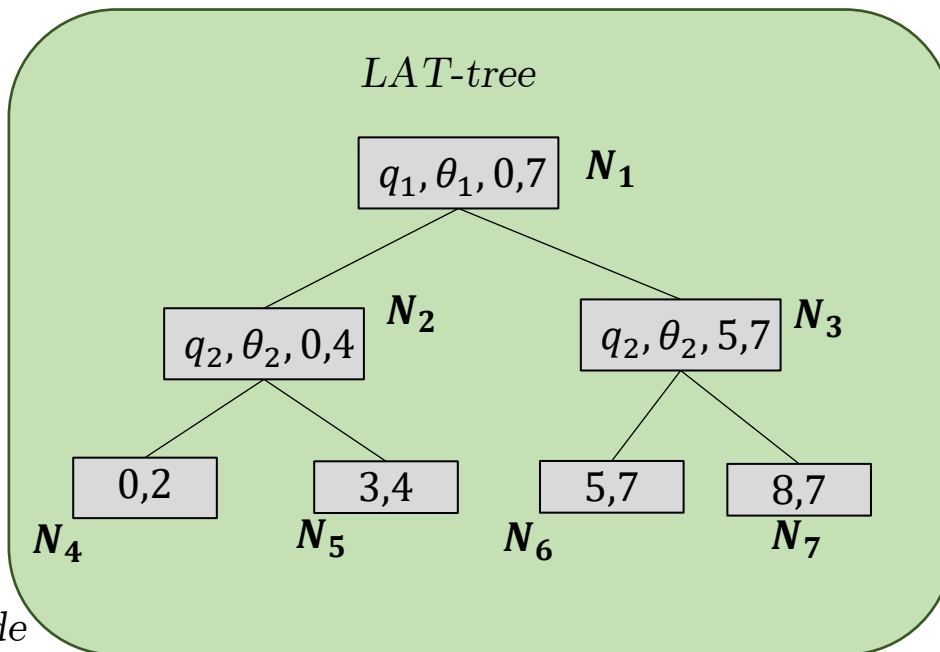 LAT-tree
q₁, θ₁, 0,7 N₁
q₂, θ₂, 0,4 N₂
q₂, θ₂, 5,7 N₃
0,2 3,4 5,7 8,7
N₄ N₅ N₆ N₇